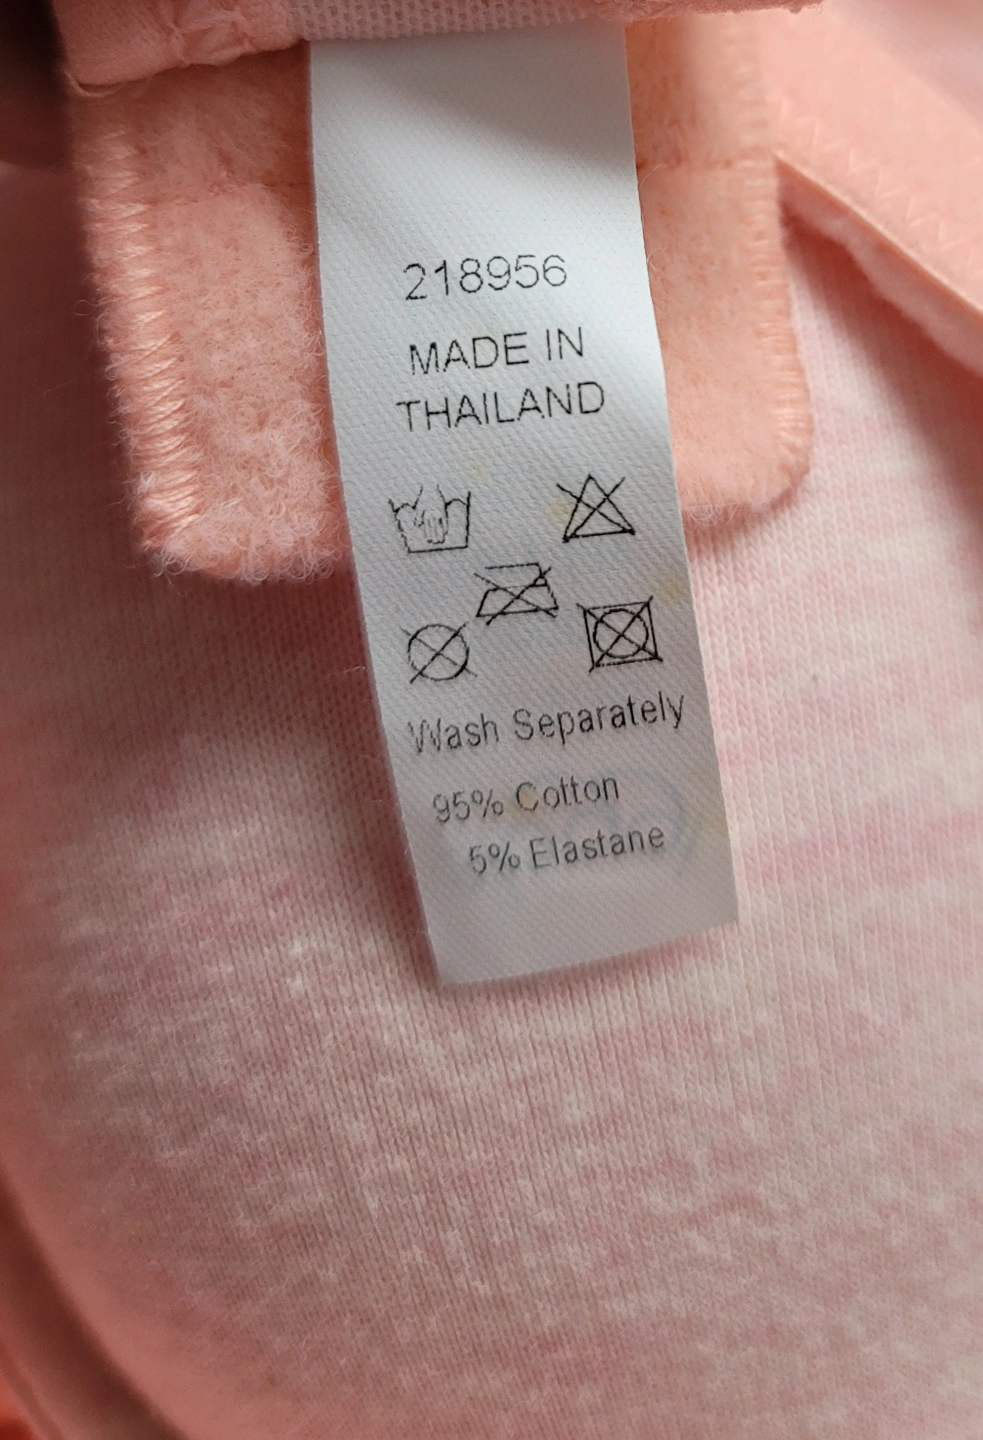 218956
MADE IN
THAILAND
Wash Separately
95% Cotton
5% Elastane